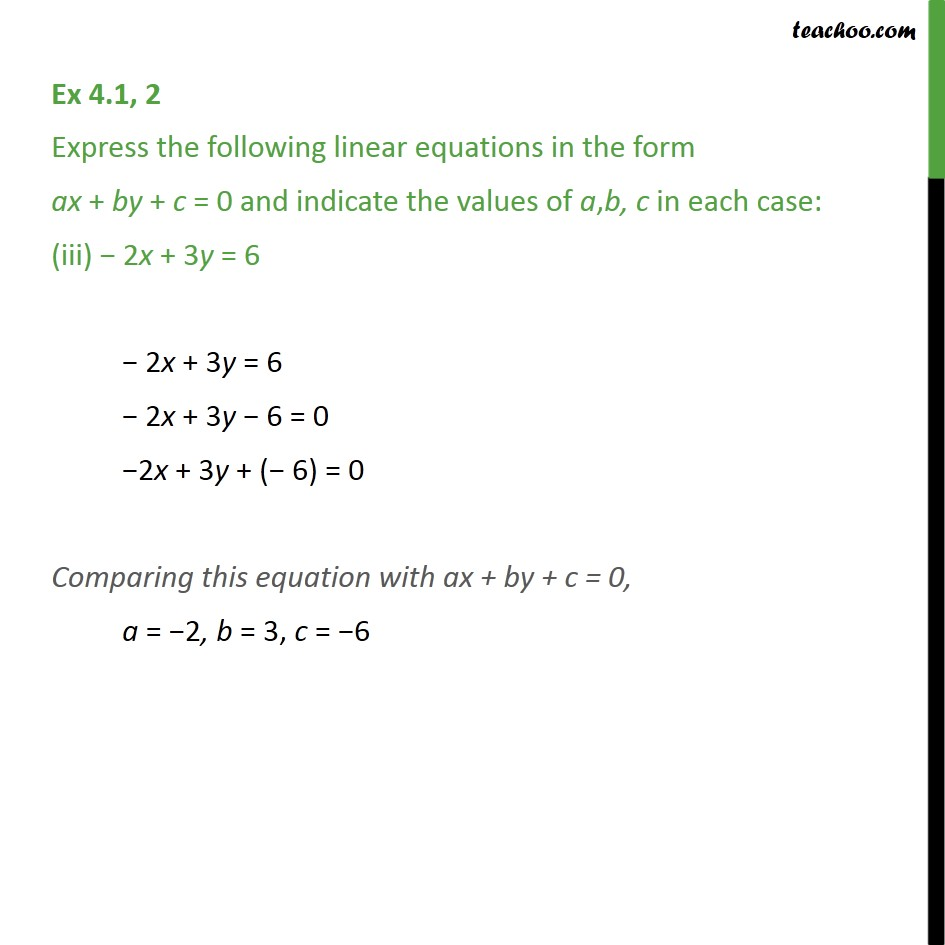 teachoo.com
Ex 4.1, 2
Express the following linear equations in the form
ax + by + c = 0 and indicate the values of a,b, c in each case:
(iii) − 2x + 3y = 6
− 2x + 3y = 6
− 2x + 3y − 6 = 0
−2x + 3y + (− 6) = 0
Comparing this equation with ax + by + c = 0,
a = −2, b = 3, c = −6